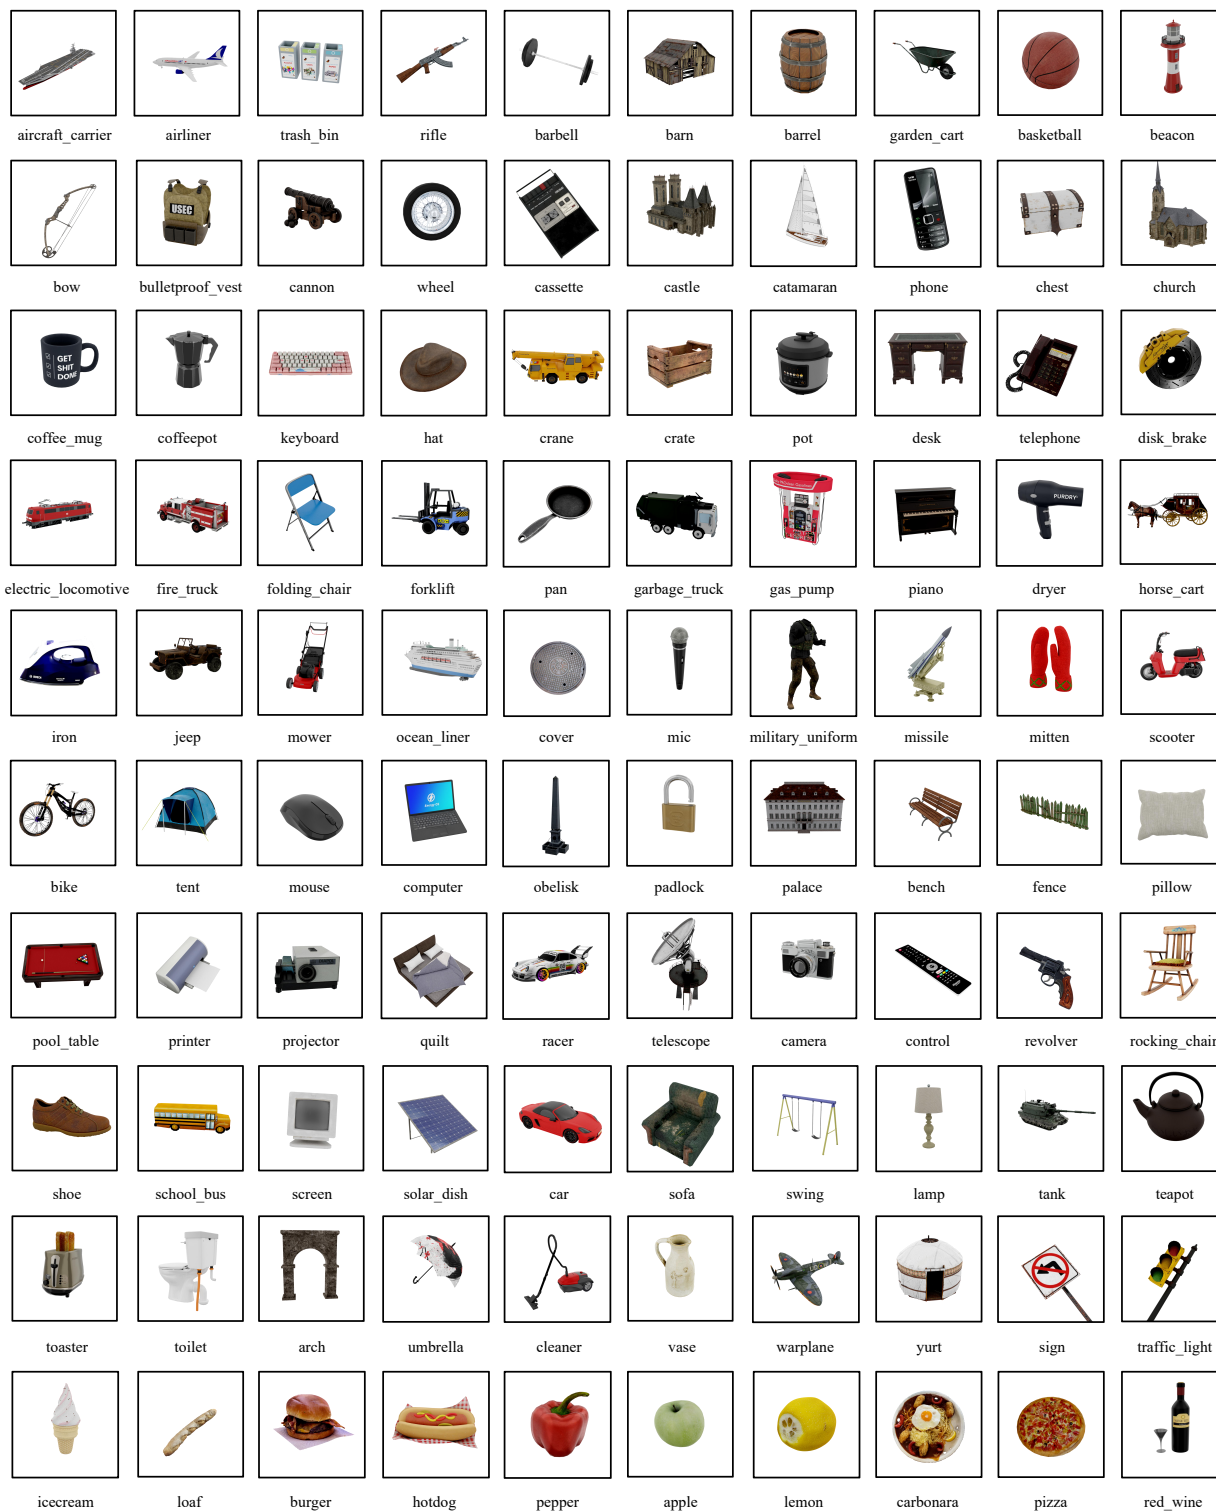 aircraft_carrier airliner trash_bin rifle barbell barn barrel garden_cart basketball beacon
USEC
bow bulletproof_vest cannon wheel cassette castle catamaran phone chest church
GET
SHIT
DONE
coffee_mug coffeepot keyboard hat crane crate pot desk telephone disk_brake
PURDRY
electric_locomotive fire_truck folding_chair forklift pan garbage_truck gas_pump piano dryer horse_cart
iron jeep mower ocean_liner cover mic military_uniform missile mitten scooter
bike tent mouse computer obelisk padlock palace bench fence pillow
pool_table printer projector quilt racer telescope camera control revolver rocking_chair
shoe school_bus screen solar_dish car sofa swing lamp tank teapot
toaster toilet arch umbrella cleaner vase warplane yurt sign traffic_light
icecream loaf burger hotdog pepper apple lemon carbonara pizza red_wine